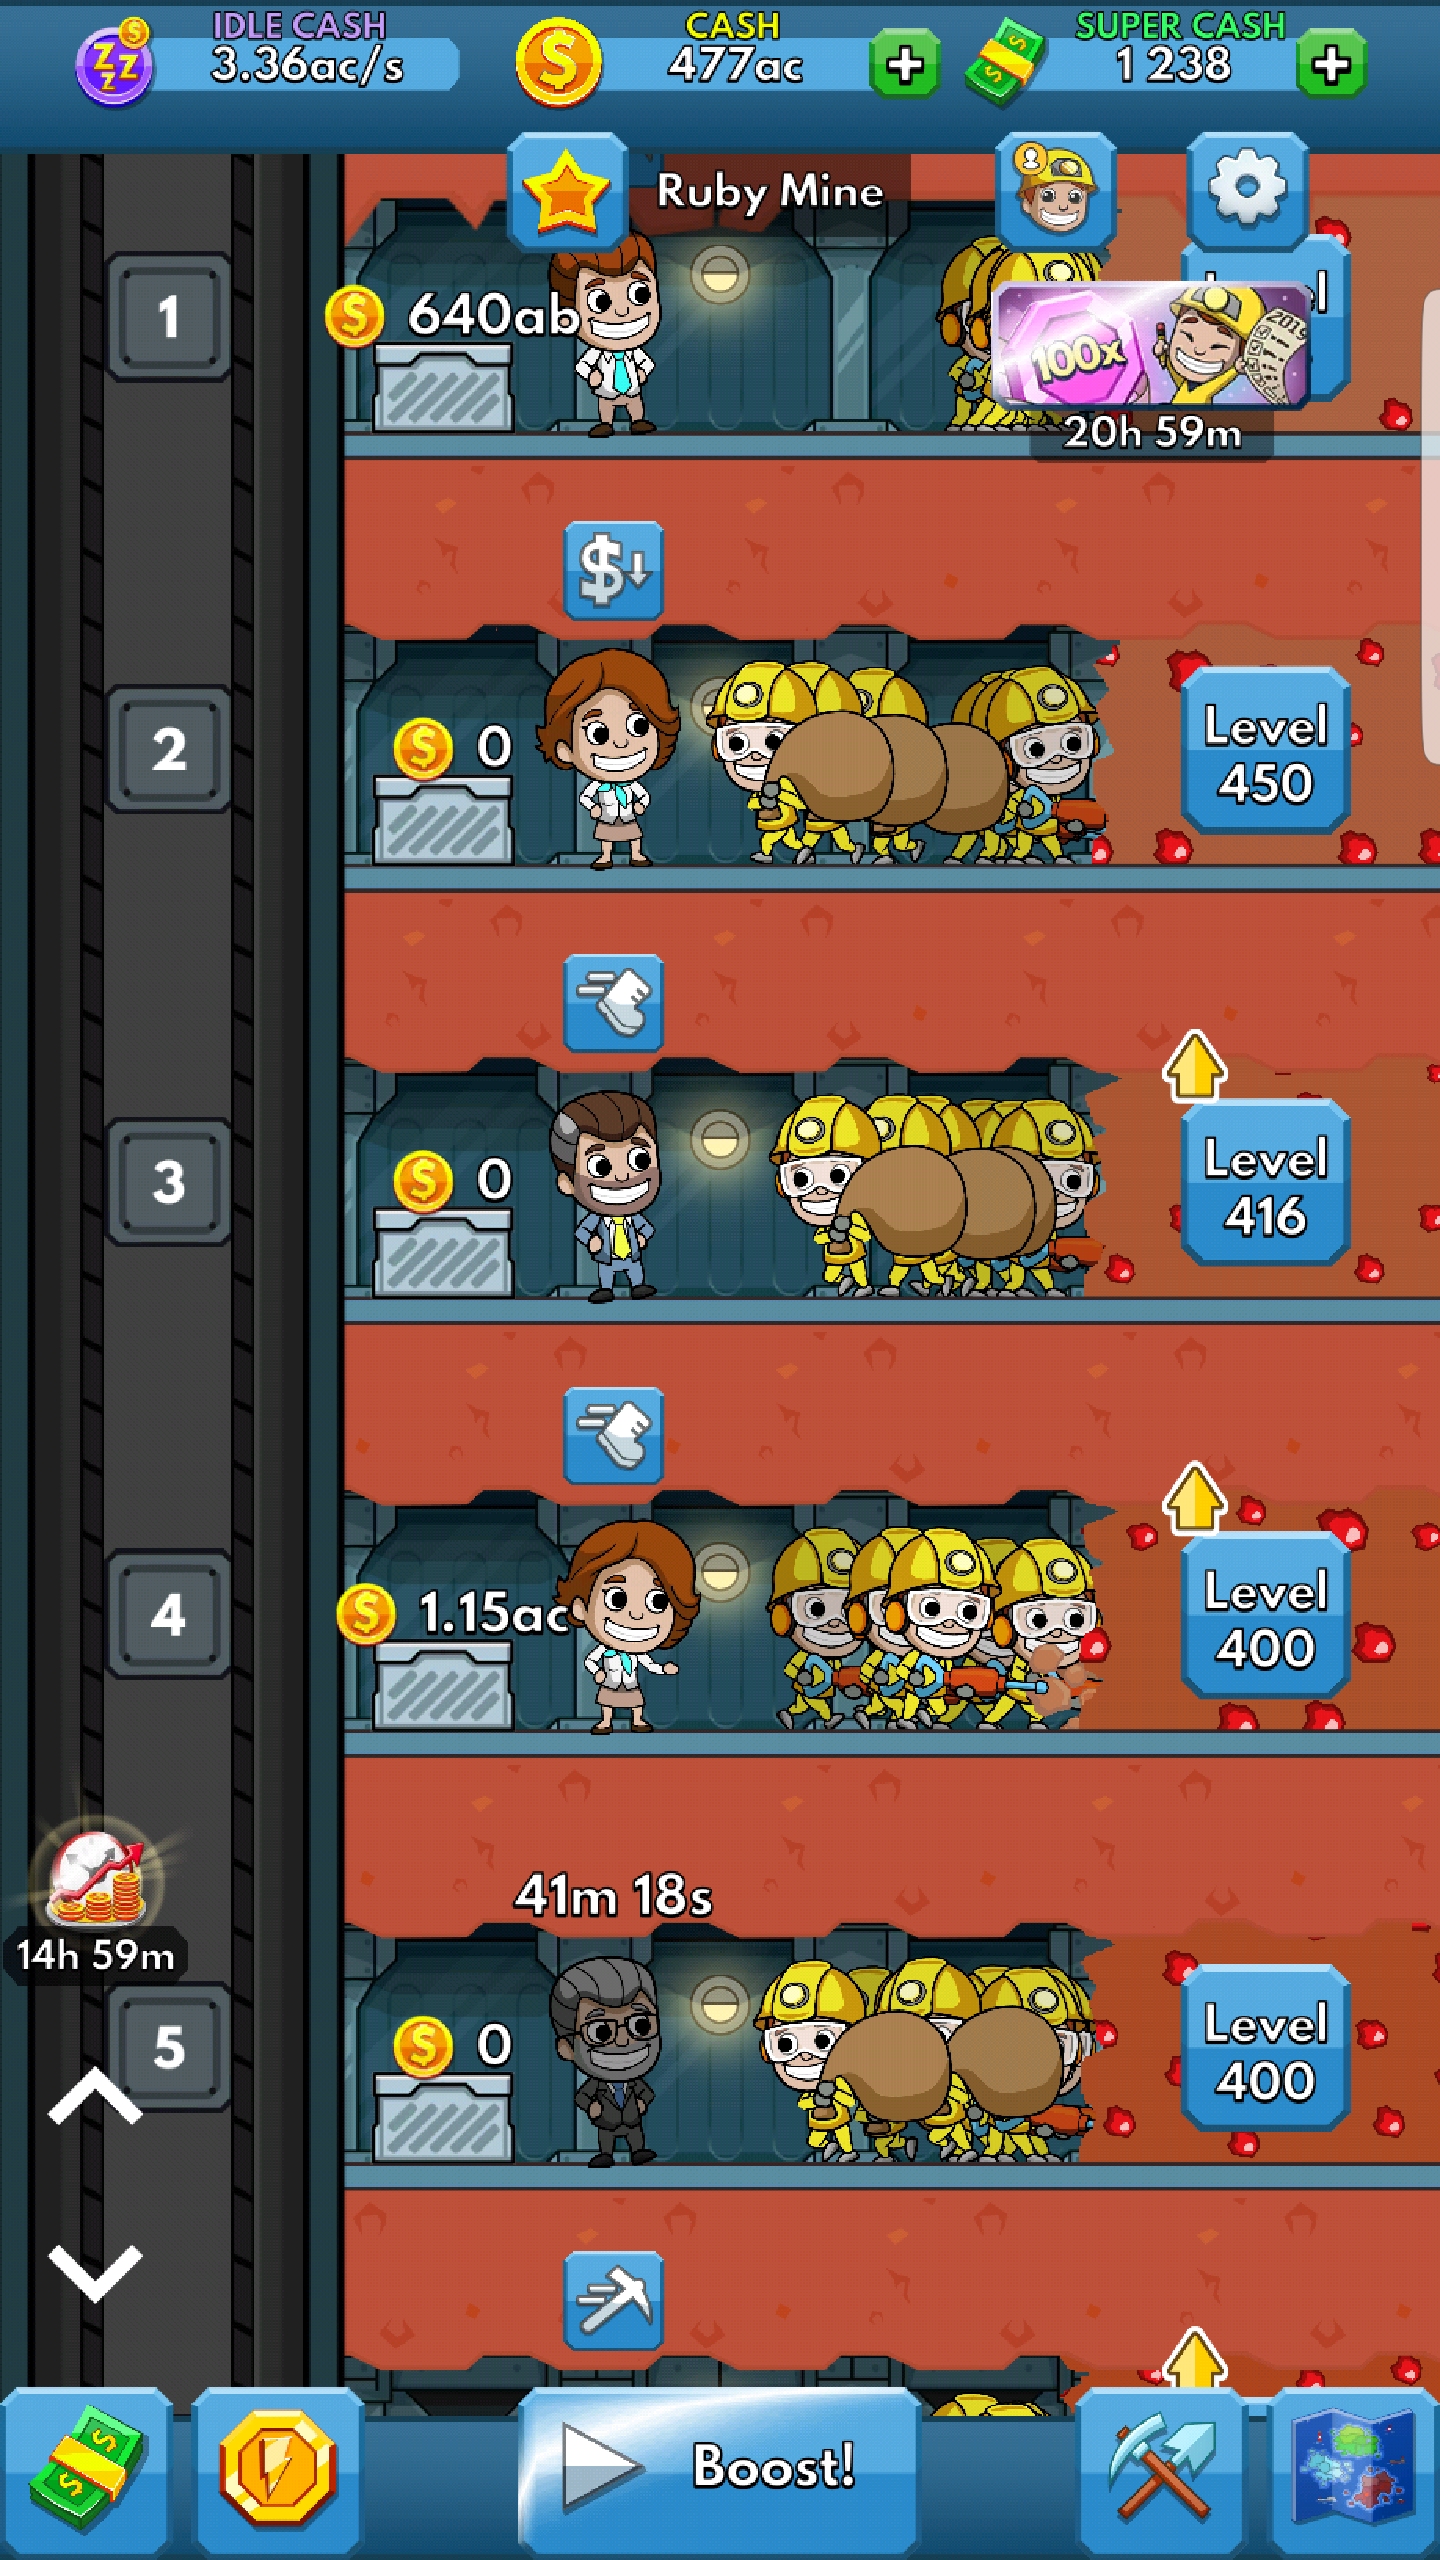 IDLE CASH
3.36ac/s
CASH
477ac
SUPER CASH
1 238
Ruby Mine
1
640ab
100x
20h 59m
2
0
Level
450
3
0
Level
416
4
1.15ac
Level
400
41m 18s
14h 59m
5
0
Level
400
Boost!